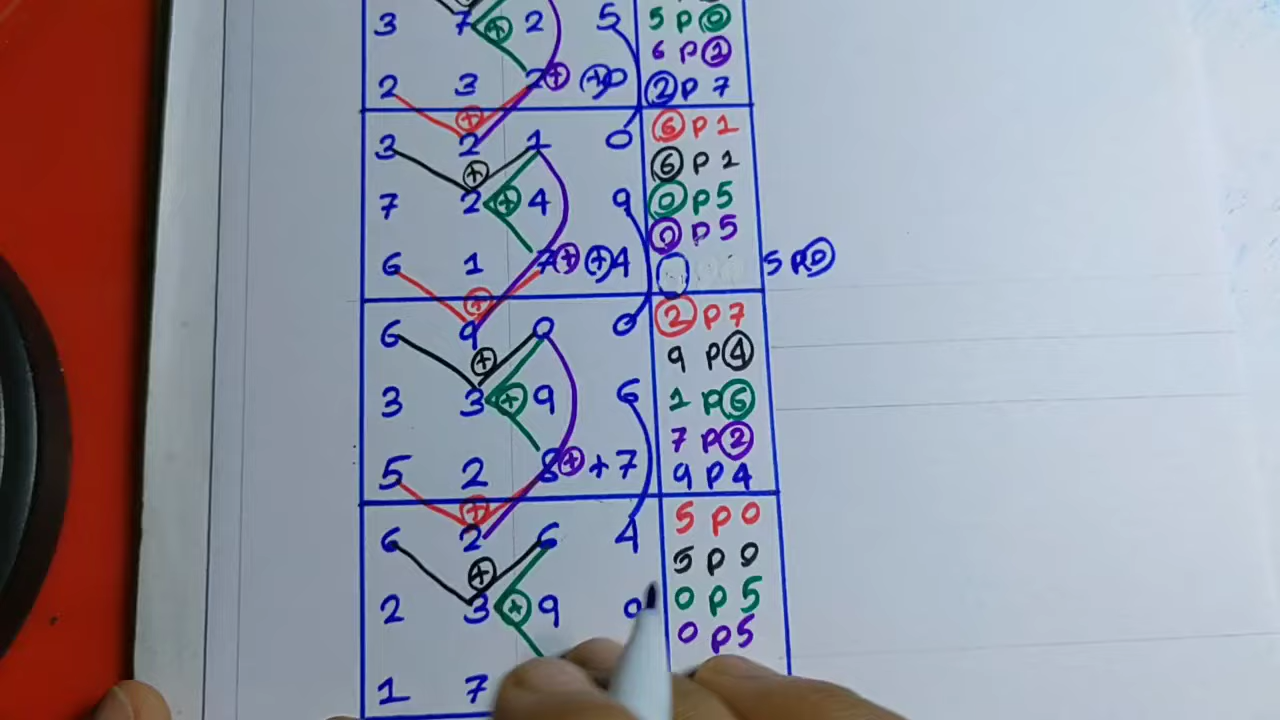 3 7 2 5 5 P 0
6 P 2
2 3 2 + + 0 2 P 7
+ 6 P 1
3 2 1 0
+ 6 P 1
7 2 + 4 9 0 P 5
P 5
6 1 7 + + 4 5 P 0
+ 2 P 7
6 9 0 0
+ 9 P 4
3 3 + 9 6 1 P 6
7 P 2
5 2 8 + + 7 9 P 4
+ 5 P 0
6 2 6 4
+ 5 P 0
2 3 + 9 0 P 5
0 P 5
1 7